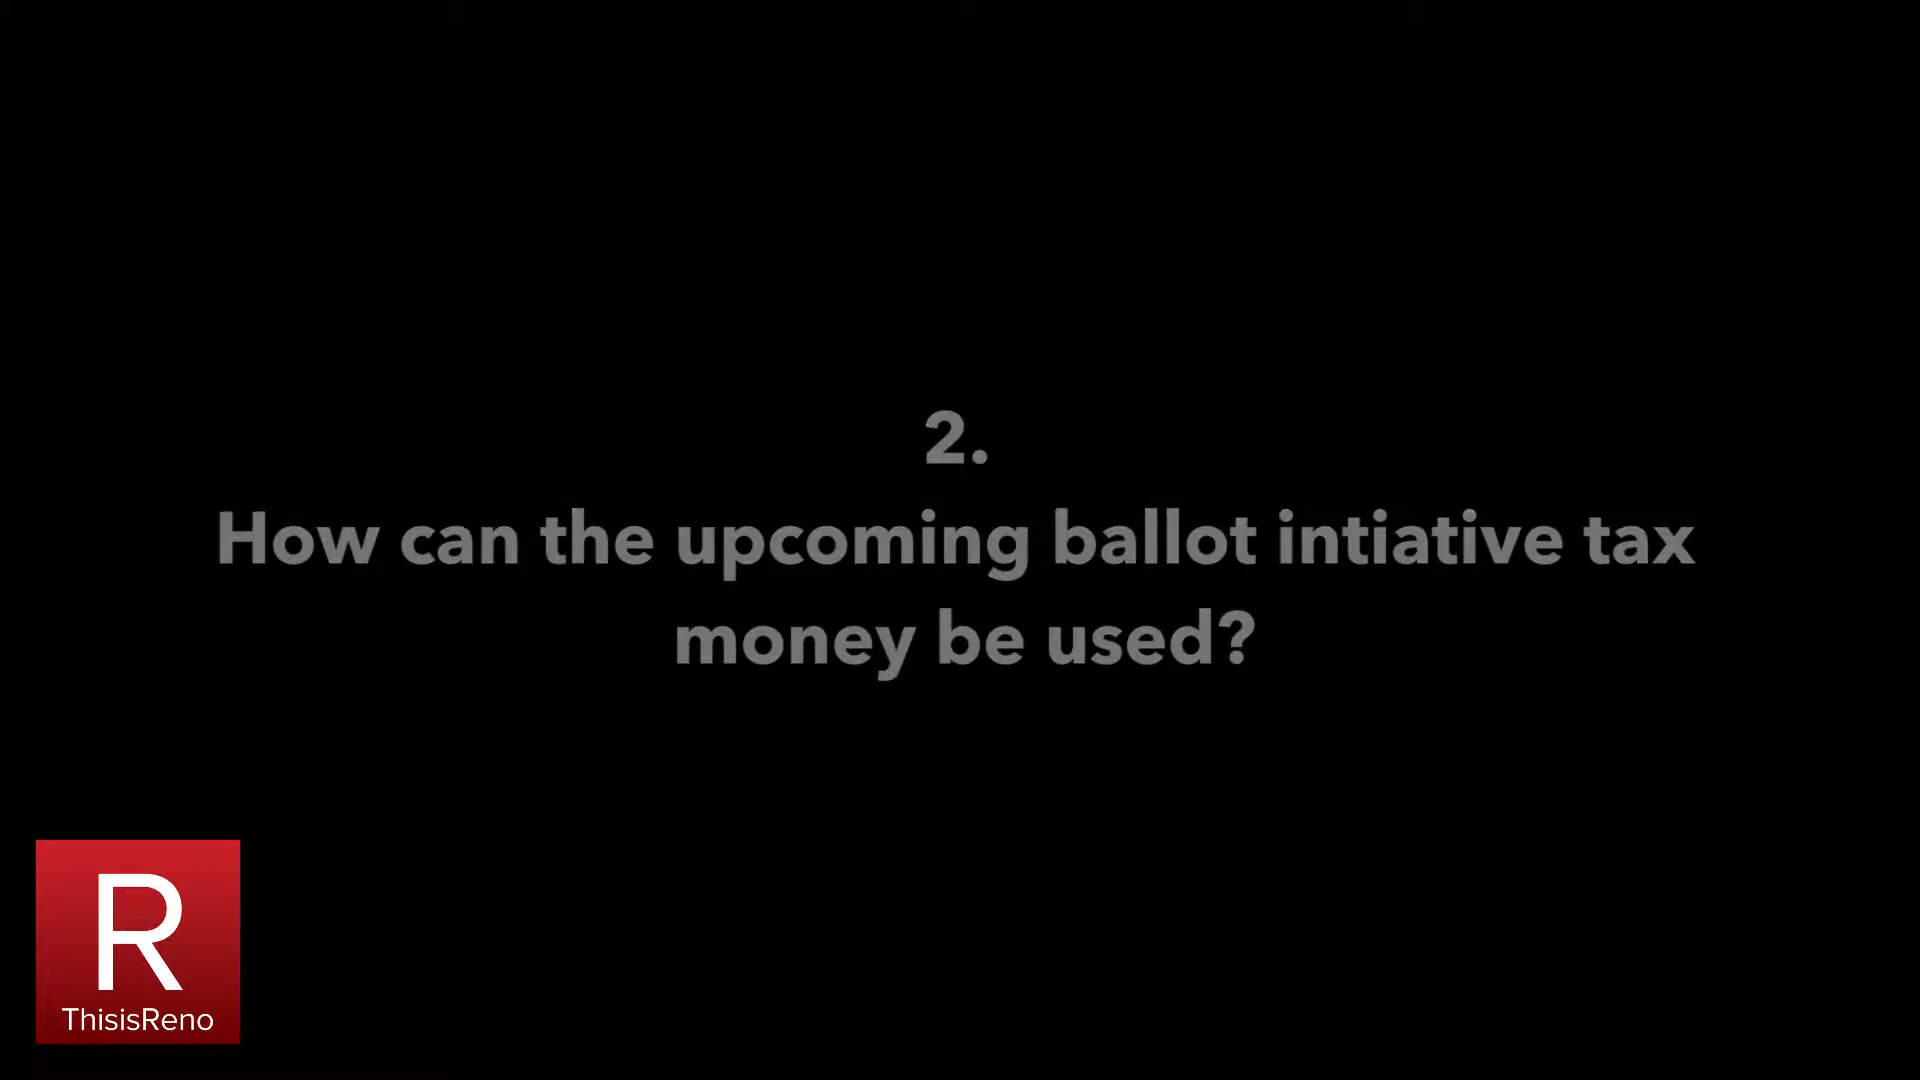 2.
How can the upcoming ballot intiative tax
money be used?
R
ThisisReno